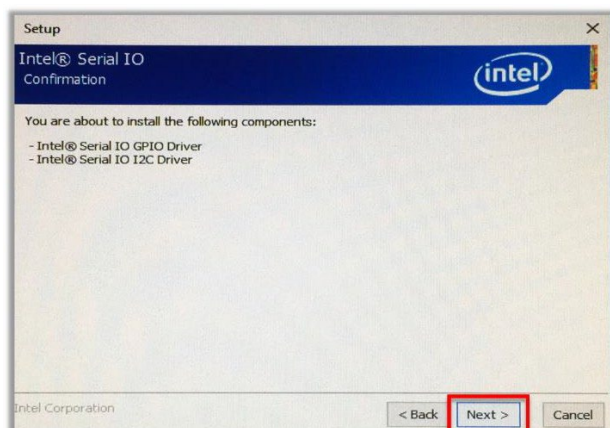 Setup
Intel® Serial IO
Confirmation
intel
You are about to install the following components:
- Intel® Serial IO GPIO Driver
- Intel® Serial IO I2C Driver
Intel Corporation
< Back
Next >
Cancel